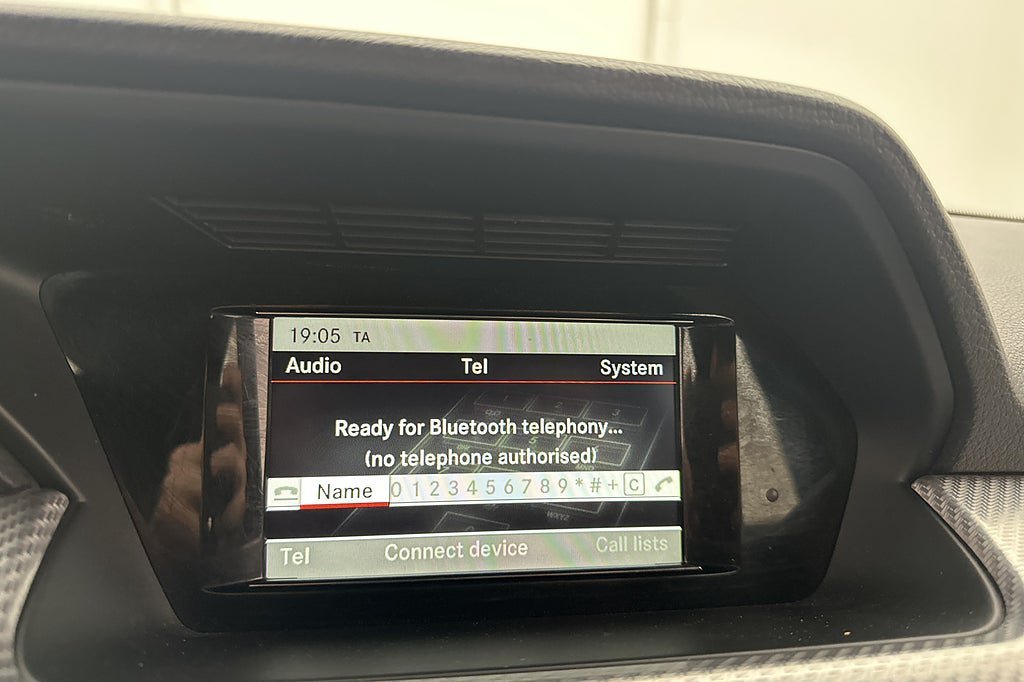 19:05 TA
Audio Tel System
Ready for Bluetooth telephony...
(no telephone authorised)
Name 0 1 2 3 4 5 6 7 8 9 * # + C
Tel Connect device Call lists